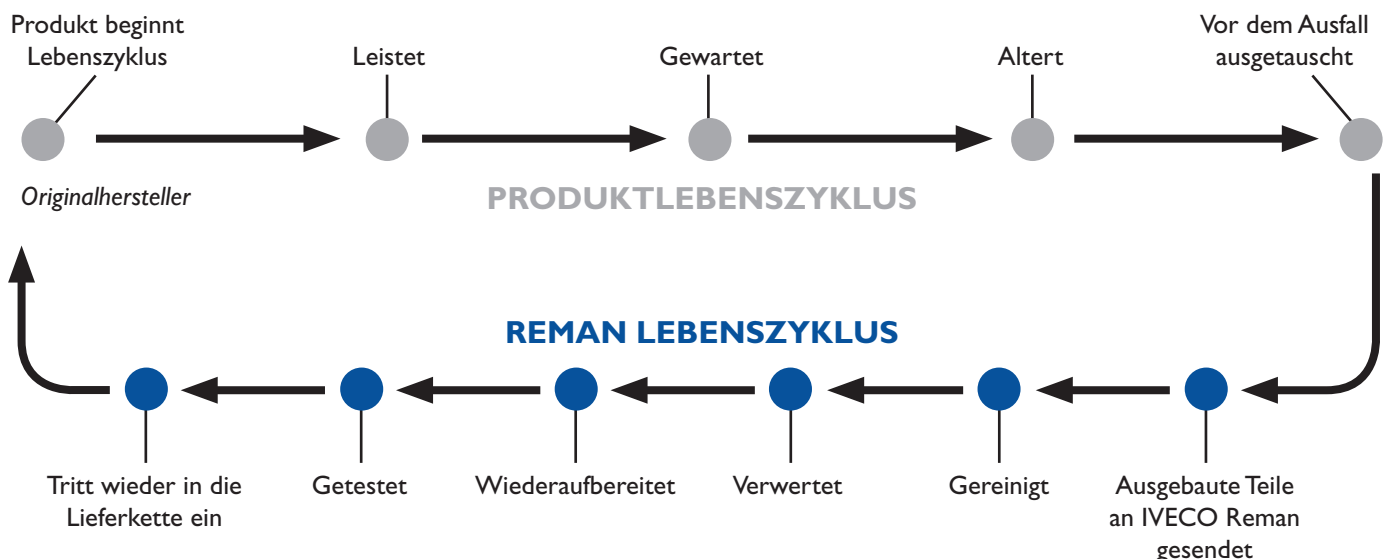 Produkt beginnt
Lebenszyklus
Leistet
Gewartet
Altert
Vor dem Ausfall
ausgetauscht
Originalhersteller
PRODUKTLEBENSZYKLUS
REMAN LEBENSZYKLUS
Tritt wieder in die
Lieferkette ein
Getestet
Wiederaufbereitet
Verwertet
Gereinigt
Ausgebaute Teile
an IVECO Reman
gesendet